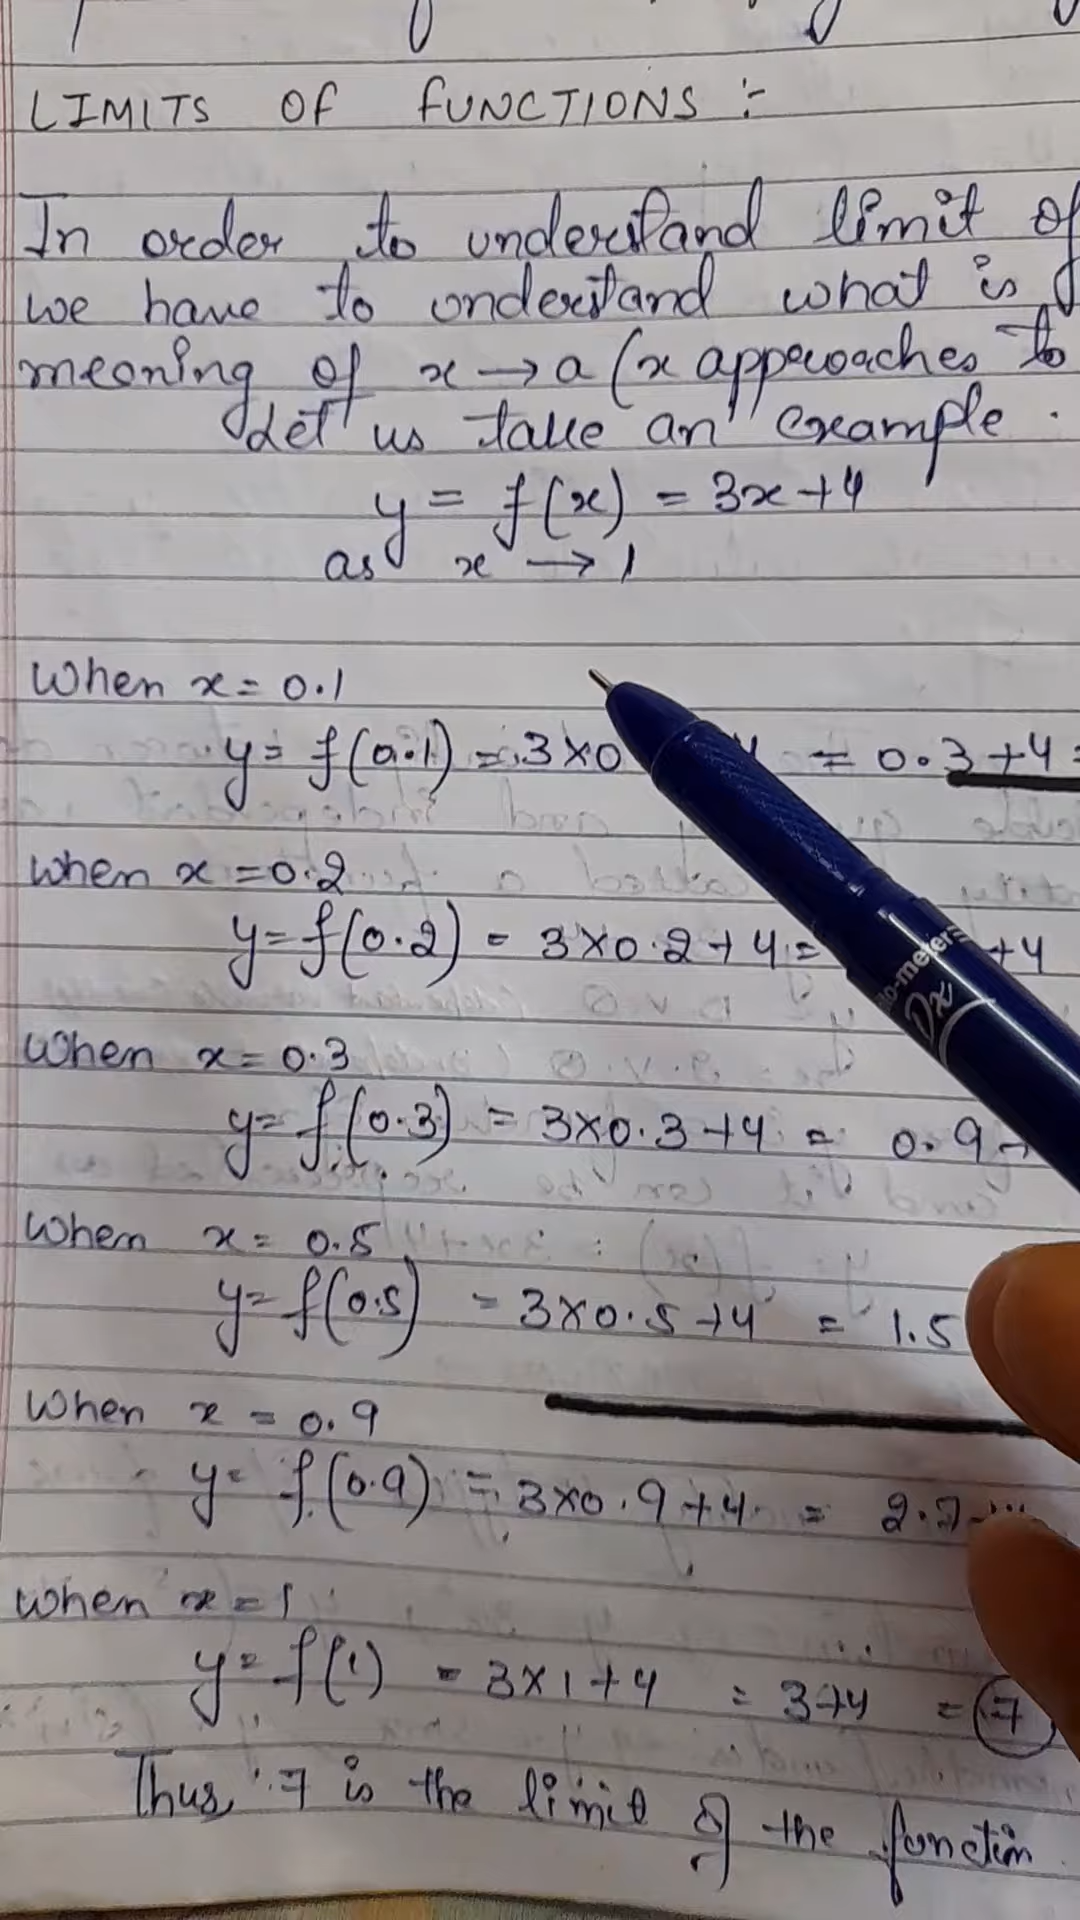 LIMITS OF FUNCTIONS :-
In order to understand limit of
we have to understand what is
meaning of x → a (x approaches to
Let us take an example .
y = f(x) = 3x+4
as x → 1
When x = 0.1
y = f(0.1) = 3×0 = 0.3+4 =
When x = 0.2
y = f(0.2) = 3×0.2+4 = +4
When x = 0.3
y = f(0.3) = 3×0.3+4 = 0.9+
When x = 0.5
y = f(0.5) = 3×0.5+4 = 1.5
When x = 0.9
y = f(0.9) = 3×0.9+4 = 2.7
When x = 1
y = f(1) = 3×1+4 = 3+4 = 7
Thus 7 is the limit of the function
Dx